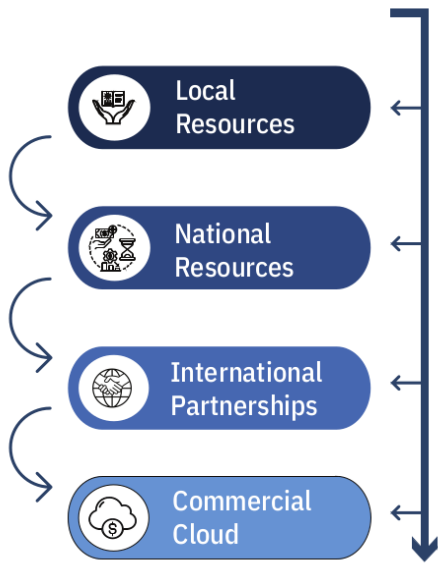 Local
Resources
National
Resources
International
Partnerships
Commercial
Cloud
$